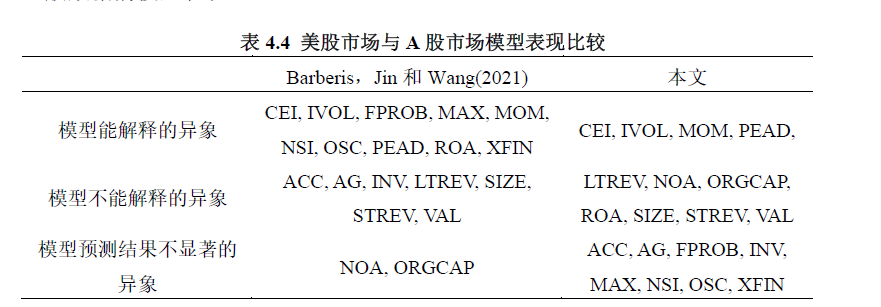 表 4.4 美股市场与 A 股市场模型表现比较
Barberis，Jin 和 Wang(2021) 本文
模型能解释的异象 CEI, IVOL, FPROB, MAX, MOM,
NSI, OSC, PEAD, ROA, XFIN CEI, IVOL, MOM, PEAD,
模型不能解释的异象 ACC, AG, INV, LTREV, SIZE,
STREV, VAL LTREV, NOA, ORGCAP,
ROA, SIZE, STREV, VAL
模型预测结果不显著的
异象 NOA, ORGCAP ACC, AG, FPROB, INV,
MAX, NSI, OSC, XFIN